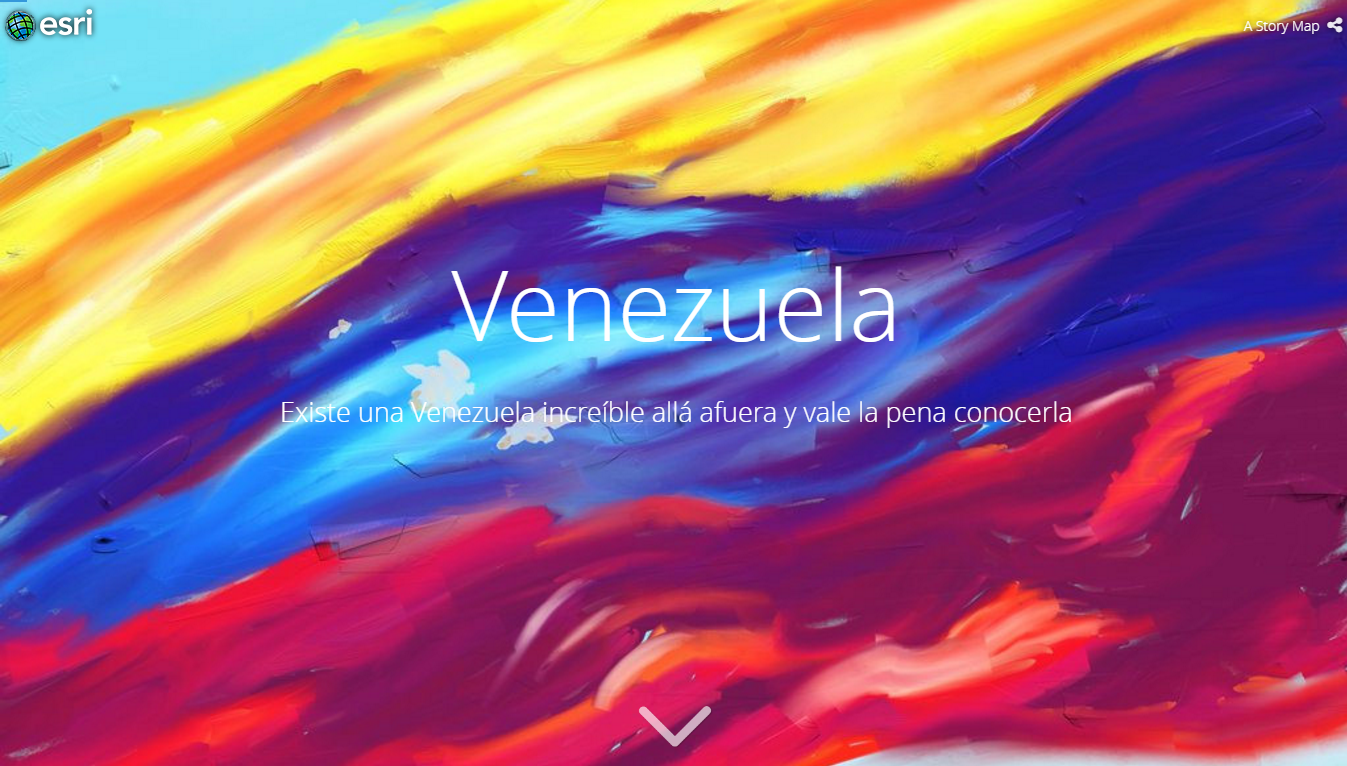 esri
A Story Map
Venezuela
Existe una Venezuela increíble allá afuera y vale la pena conocerla